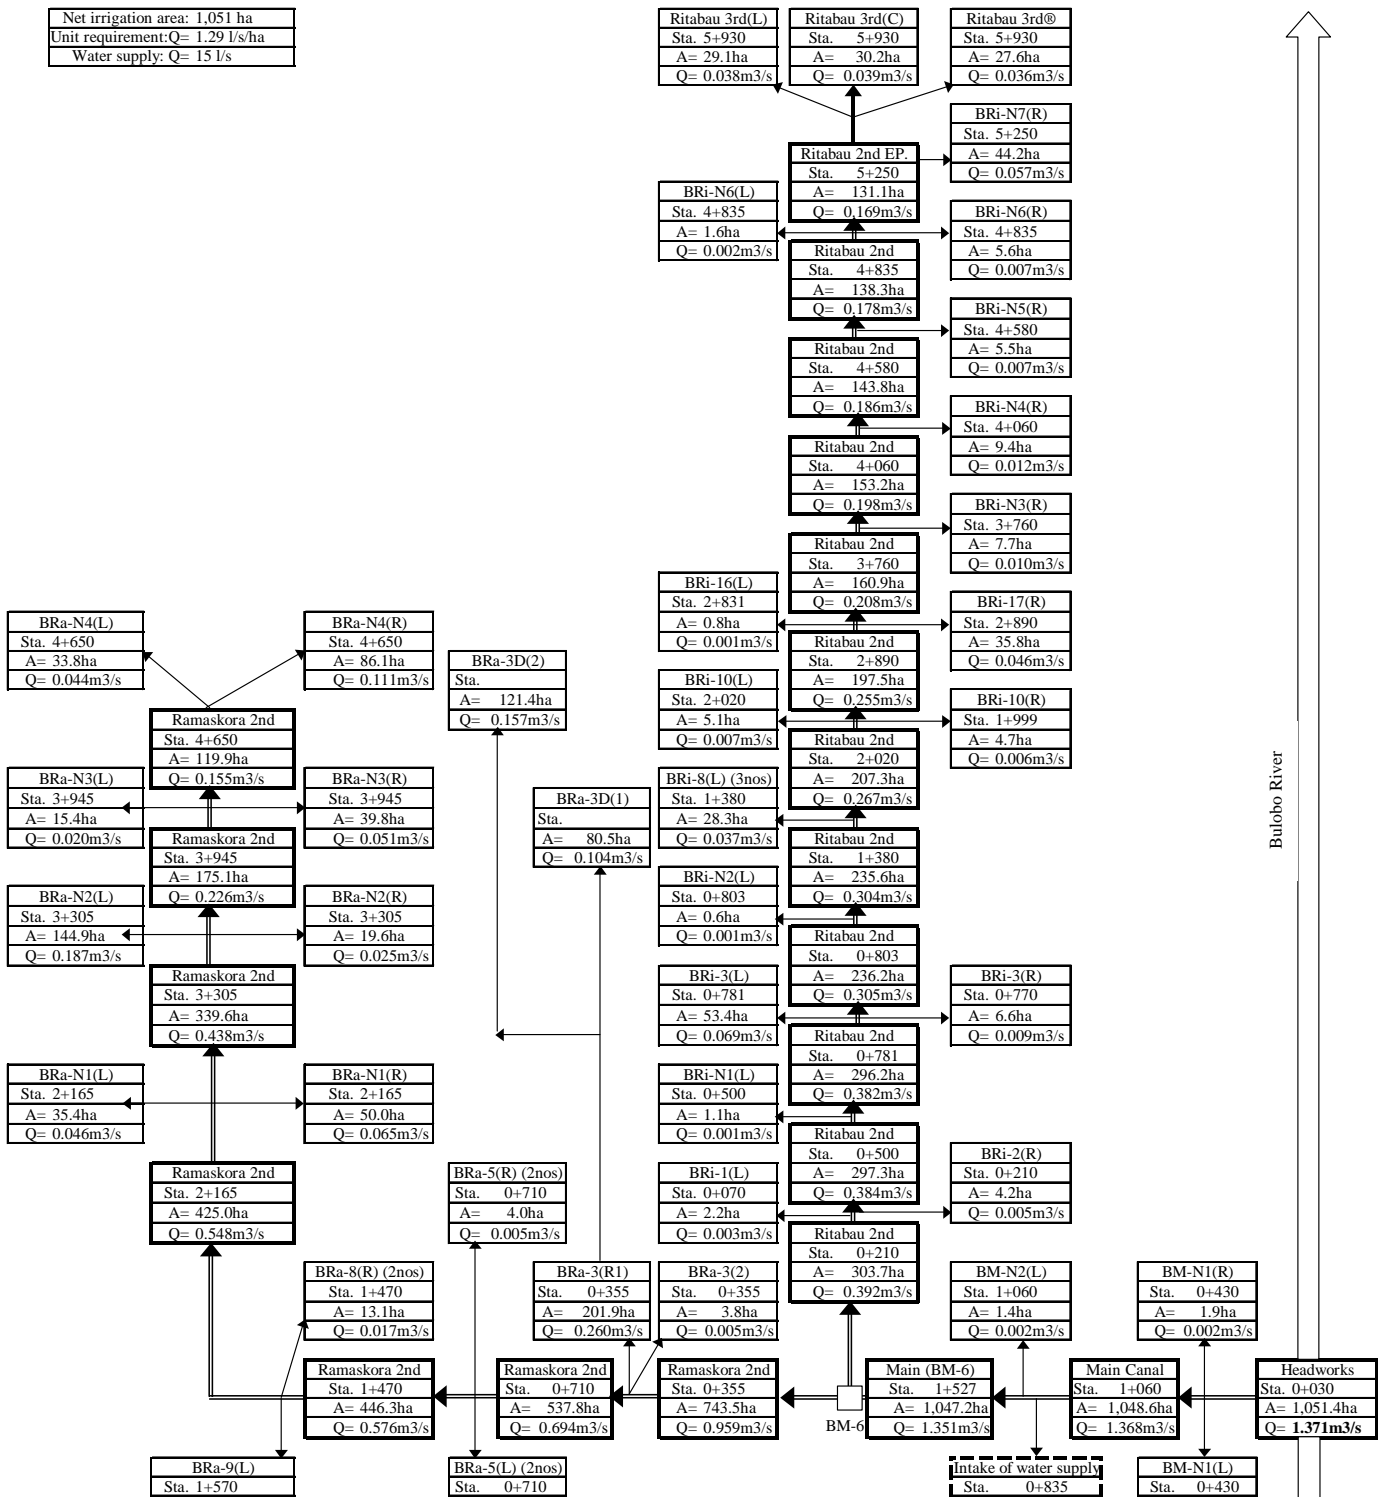 Net irrigation area: 1,051 ha
Unit requirement:Q= 1.29 l/s/ha
Water supply: Q= 15 l/s
Ritabau 3rd(L)
Sta. 5+930
A= 29.1ha
Q= 0.038m3/s
Ritabau 3rd(C)
Sta. 5+930
A= 30.2ha
Q= 0.039m3/s
Ritabau 3rd®
Sta. 5+930
A= 27.6ha
Q= 0.036m3/s
BRi-N7(R)
Sta. 5+250
A= 44.2ha
Q= 0.057m3/s
Ritabau 2nd EP.
Sta. 5+250
A= 131.1ha
Q= 0.169m3/s
BRi-N6(L)
Sta. 4+835
A= 1.6ha
Q= 0.002m3/s
BRi-N6(R)
Sta. 4+835
A= 5.6ha
Q= 0.007m3/s
Ritabau 2nd
Sta. 4+835
A= 138.3ha
Q= 0.178m3/s
BRi-N5(R)
Sta. 4+580
A= 5.5ha
Q= 0.007m3/s
Ritabau 2nd
Sta. 4+580
A= 143.8ha
Q= 0.186m3/s
BRi-N4(R)
Sta. 4+060
A= 9.4ha
Q= 0.012m3/s
Ritabau 2nd
Sta. 4+060
A= 153.2ha
Q= 0.198m3/s
BRi-N3(R)
Sta. 3+760
A= 7.7ha
Q= 0.010m3/s
Ritabau 2nd
Sta. 3+760
A= 160.9ha
Q= 0.208m3/s
BRi-16(L)
Sta. 2+831
A= 0.8ha
Q= 0.001m3/s
BRi-17(R)
Sta. 2+890
A= 35.8ha
Q= 0.046m3/s
Ritabau 2nd
Sta. 2+890
A= 197.5ha
Q= 0.255m3/s
BRi-10(L)
Sta. 2+020
A= 5.1ha
Q= 0.007m3/s
BRi-10(R)
Sta. 1+999
A= 4.7ha
Q= 0.006m3/s
Ritabau 2nd
Sta. 2+020
A= 207.3ha
Q= 0.267m3/s
BRi-8(L) (3nos)
Sta. 1+380
A= 28.3ha
Q= 0.037m3/s
Ritabau 2nd
Sta. 1+380
A= 235.6ha
Q= 0.304m3/s
BRi-N2(L)
Sta. 0+803
A= 0.6ha
Q= 0.001m3/s
Ritabau 2nd
Sta. 0+803
A= 236.2ha
Q= 0.305m3/s
BRi-3(L)
Sta. 0+781
A= 53.4ha
Q= 0.069m3/s
BRi-3(R)
Sta. 0+770
A= 6.6ha
Q= 0.009m3/s
Ritabau 2nd
Sta. 0+781
A= 296.2ha
Q= 0.382m3/s
BRi-N1(L)
Sta. 0+500
A= 1.1ha
Q= 0.001m3/s
Ritabau 2nd
Sta. 0+500
A= 297.3ha
Q= 0.384m3/s
BRi-1(L)
Sta. 0+070
A= 2.2ha
Q= 0.003m3/s
BRi-2(R)
Sta. 0+210
A= 4.2ha
Q= 0.005m3/s
Ritabau 2nd
Sta. 0+210
A= 303.7ha
Q= 0.392m3/s
Bulobo River
BRa-N4(L)
Sta. 4+650
A= 33.8ha
Q= 0.044m3/s
BRa-N4(R)
Sta. 4+650
A= 86.1ha
Q= 0.111m3/s
BRa-3D(2)
Sta.
A= 121.4ha
Q= 0.157m3/s
Ramaskora 2nd
Sta. 4+650
A= 119.9ha
Q= 0.155m3/s
BRa-N3(L)
Sta. 3+945
A= 15.4ha
Q= 0.020m3/s
BRa-N3(R)
Sta. 3+945
A= 39.8ha
Q= 0.051m3/s
BRa-3D(1)
Sta.
A= 80.5ha
Q= 0.104m3/s
Ramaskora 2nd
Sta. 3+945
A= 175.1ha
Q= 0.226m3/s
BRa-N2(L)
Sta. 3+305
A= 144.9ha
Q= 0.187m3/s
BRa-N2(R)
Sta. 3+305
A= 19.6ha
Q= 0.025m3/s
Ramaskora 2nd
Sta. 3+305
A= 339.6ha
Q= 0.438m3/s
BRa-N1(L)
Sta. 2+165
A= 35.4ha
Q= 0.046m3/s
BRa-N1(R)
Sta. 2+165
A= 50.0ha
Q= 0.065m3/s
Ramaskora 2nd
Sta. 2+165
A= 425.0ha
Q= 0.548m3/s
BRa-5(R) (2nos)
Sta. 0+710
A= 4.0ha
Q= 0.005m3/s
BRa-8(R) (2nos)
Sta. 1+470
A= 13.1ha
Q= 0.017m3/s
BRa-3(R1)
Sta. 0+355
A= 201.9ha
Q= 0.260m3/s
BRa-3(2)
Sta. 0+355
A= 3.8ha
Q= 0.005m3/s
BM-N2(L)
Sta. 1+060
A= 1.4ha
Q= 0.002m3/s
BM-N1(R)
Sta. 0+430
A= 1.9ha
Q= 0.002m3/s
Ramaskora 2nd
Sta. 1+470
A= 446.3ha
Q= 0.576m3/s
Ramaskora 2nd
Sta. 0+710
A= 537.8ha
Q= 0.694m3/s
Ramaskora 2nd
Sta. 0+355
A= 743.5ha
Q= 0.959m3/s
BM-6
Main (BM-6)
Sta. 1+527
A= 1,047.2ha
Q= 1.351m3/s
Main Canal
Sta. 1+060
A= 1,048.6ha
Q= 1.368m3/s
Headworks
Sta. 0+030
A= 1,051.4ha
Q= 1.371m3/s
BRa-9(L)
Sta. 1+570
BRa-5(L) (2nos)
Sta. 0+710
Intake of water supply
Sta. 0+835
BM-N1(L)
Sta. 0+430